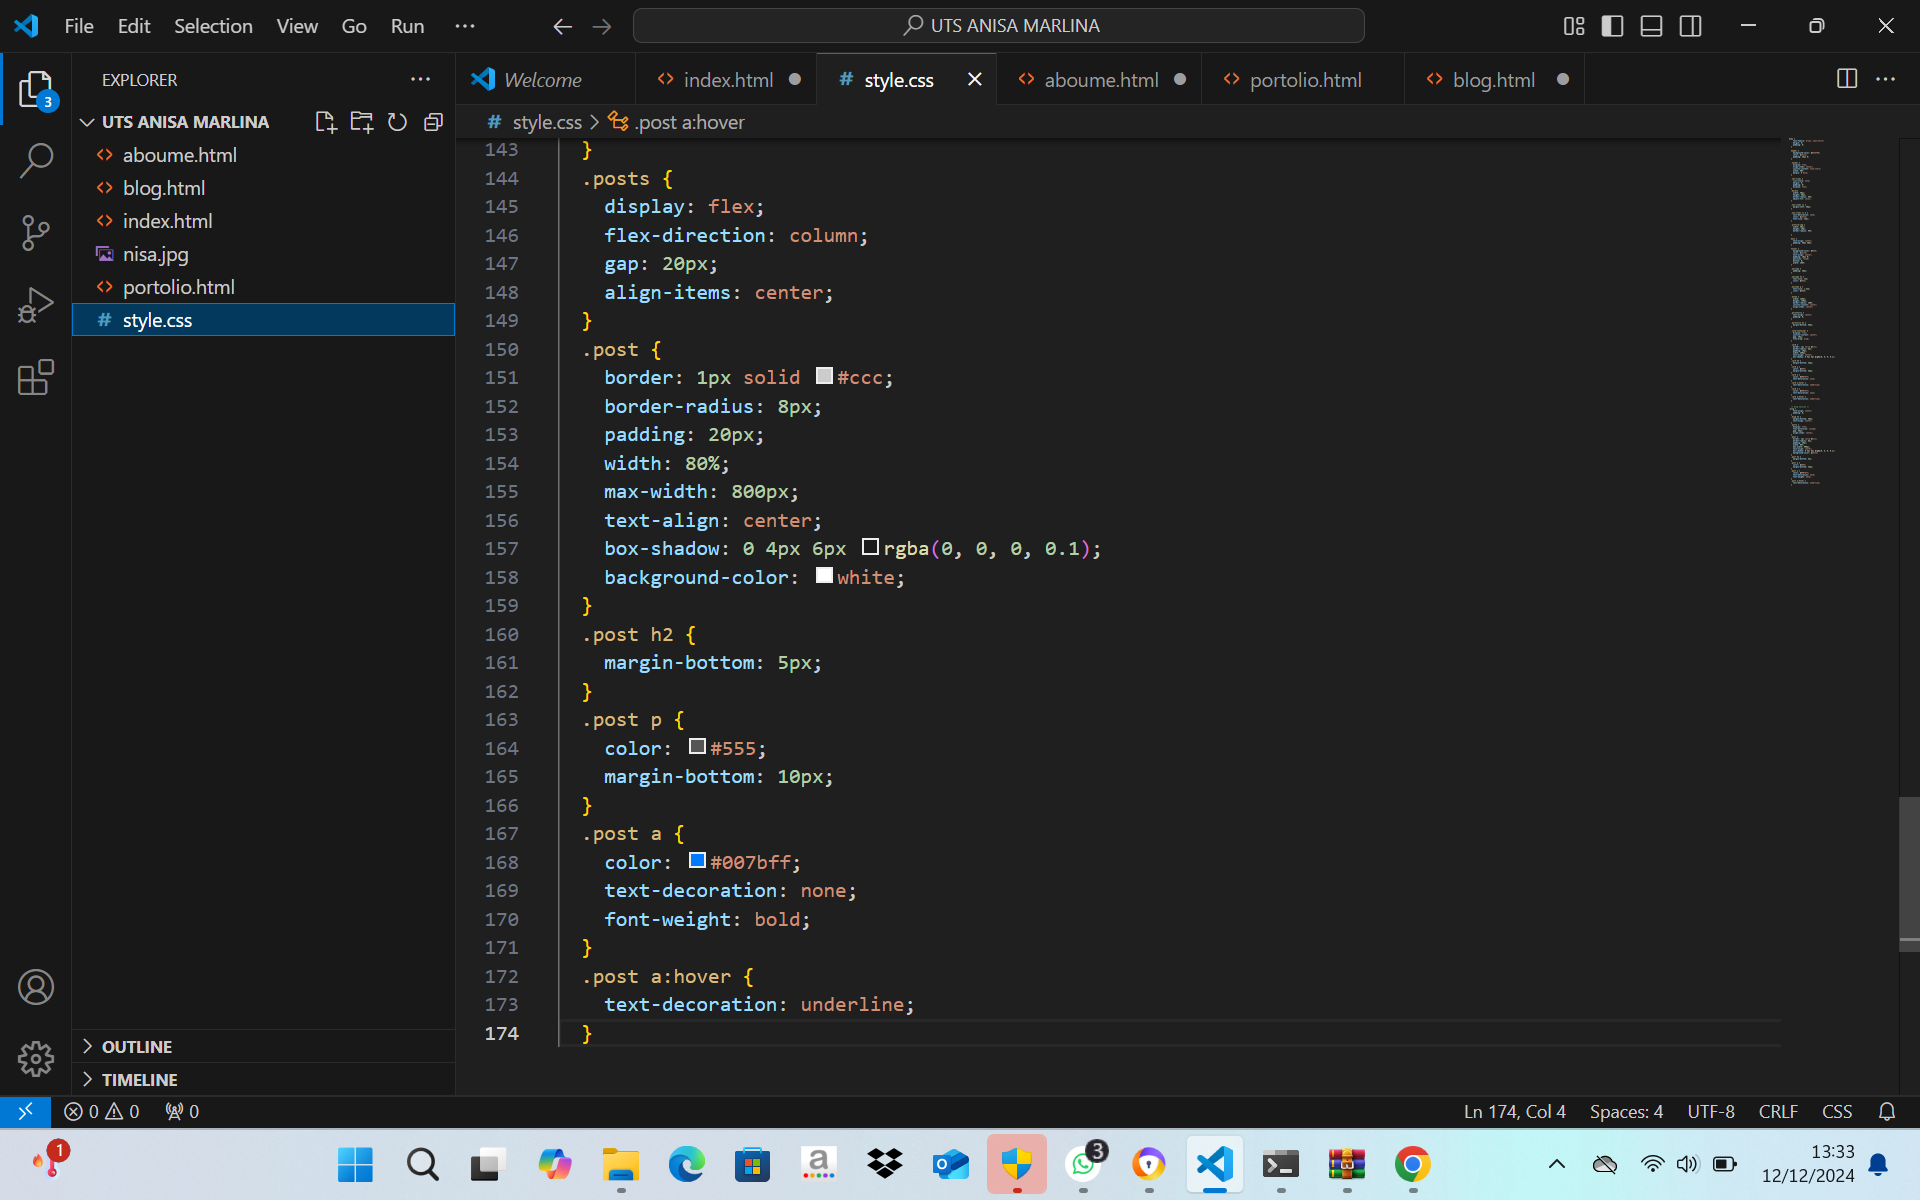 File Edit Selection View Go Run ··· UTS ANISA MARLINA
EXPLORER
Welcome index.html style.css aboume.html portolio.html blog.html
3
UTS ANISA MARLINA
style.css > .post a:hover
aboume.html
blog.html
index.html
nisa.jpg
portolio.html
style.css
143 }
144 .posts {
145 display: flex;
146 flex-direction: column;
147 gap: 20px;
148 align-items: center;
149 }
150 .post {
151 border: 1px solid #ccc;
152 border-radius: 8px;
153 padding: 20px;
154 width: 80%;
155 max-width: 800px;
156 text-align: center;
157 box-shadow: 0 4px 6px rgba(0, 0, 0, 0.1);
158 background-color: white;
159 }
160 .post h2 {
161 margin-bottom: 5px;
162 }
163 .post p {
164 color: #555;
165 margin-bottom: 10px;
166 }
167 .post a {
168 color: #007bff;
169 text-decoration: none;
170 font-weight: bold;
171 }
172 .post a:hover {
173 text-decoration: underline;
174 }
OUTLINE
TIMELINE
0 0 0 Ln 174, Col 4 Spaces: 4 UTF-8 CRLF CSS
1 3 13:33
12/12/2024